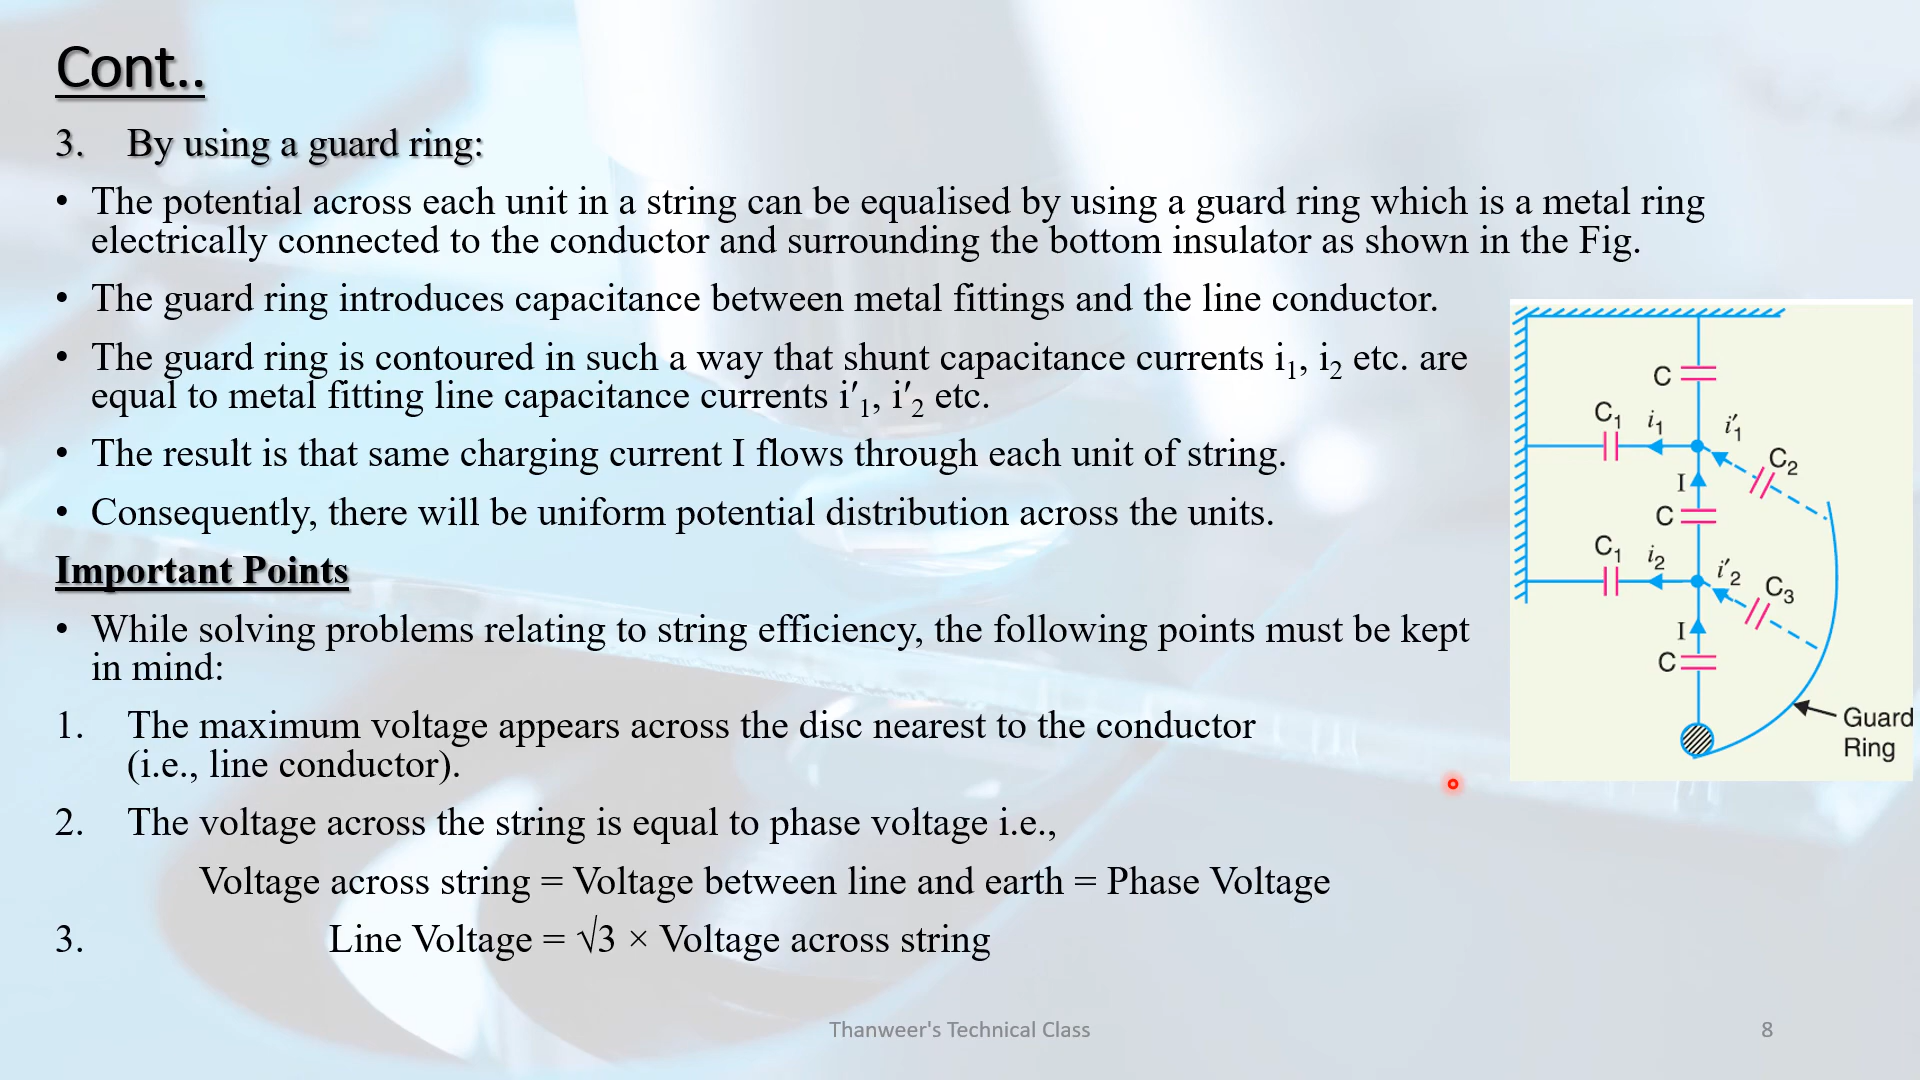 Cont..
3. By using a guard ring:
• The potential across each unit in a string can be equalised by using a guard ring which is a metal ring
electrically connected to the conductor and surrounding the bottom insulator as shown in the Fig.
• The guard ring introduces capacitance between metal fittings and the line conductor.
• The guard ring is contoured in such a way that shunt capacitance currents i₁, i₂ etc. are
equal to metal fitting line capacitance currents i′₁, i′₂ etc.
• The result is that same charging current I flows through each unit of string.
• Consequently, there will be uniform potential distribution across the units.
Important Points
• While solving problems relating to string efficiency, the following points must be kept
in mind:
1. The maximum voltage appears across the disc nearest to the conductor
(i.e., line conductor).
2. The voltage across the string is equal to phase voltage i.e.,
Voltage across string = Voltage between line and earth = Phase Voltage
3. Line Voltage = √3 × Voltage across string
C
C₁ i₁ i′₁
C₂
I
C
C₁ i₂ i′₂
C₃
I
C
Guard
Ring
Thanweer's Technical Class
8